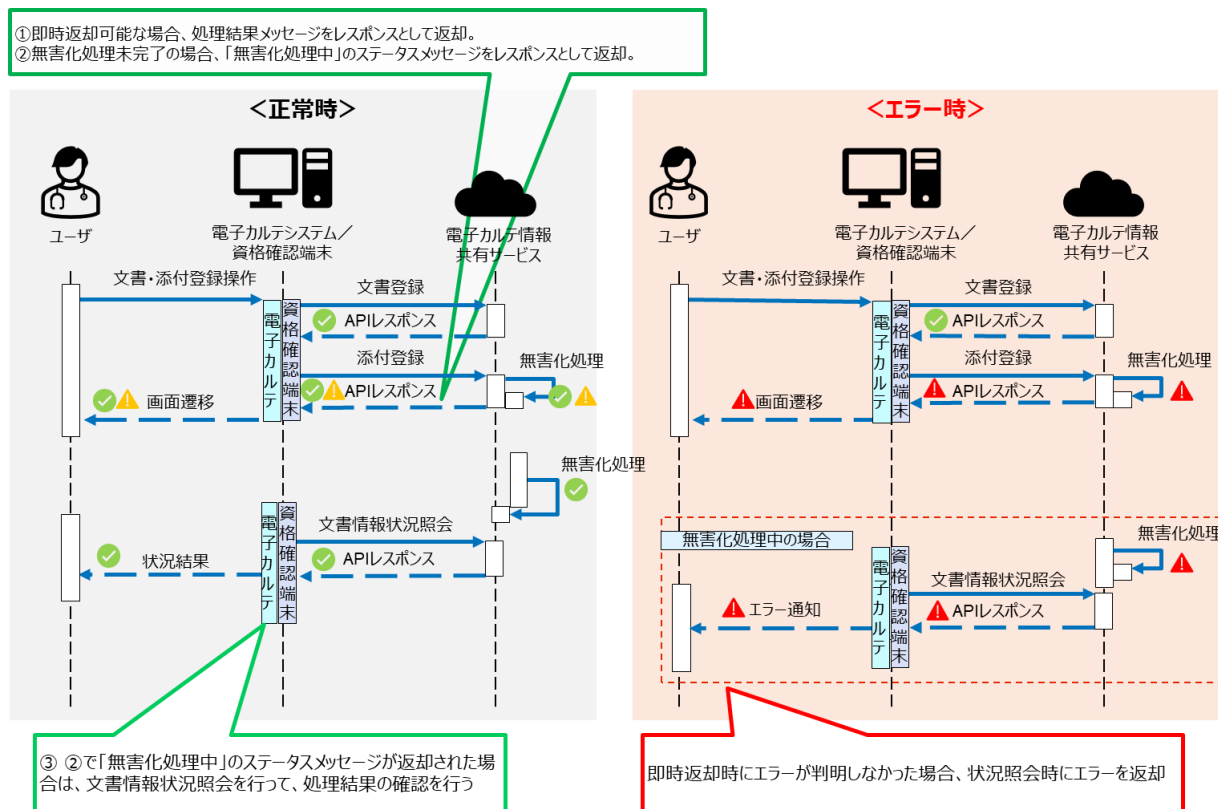 ①即時返却可能な場合、処理結果メッセージをレスポンスとして返却。
②無害化処理未完了の場合、「無害化処理中」のステータスメッセージをレスポンスとして返却。
＜正常時＞
ユーザ
電子カルテシステム／
資格確認端末
電子カルテ情報
共有サービス
文書・添付登録操作
電子カルテ
資格確認端末
文書登録
APIレスポンス
添付登録
無害化処理
APIレスポンス
画面遷移
無害化処理
電子カルテ
資格確認端末
文書情報状況照会
APIレスポンス
状況結果
③ ②で「無害化処理中」のステータスメッセージが返却された場
合は、文書情報状況照会を行って、処理結果の確認を行う
＜エラー時＞
ユーザ
電子カルテシステム／
資格確認端末
電子カルテ情報
共有サービス
文書・添付登録操作
電子カルテ
資格確認端末
文書登録
APIレスポンス
添付登録
無害化処理
APIレスポンス
画面遷移
無害化処理中の場合
無害化処理
電子カルテ
資格確認端末
文書情報状況照会
APIレスポンス
エラー通知
即時返却時にエラーが判明しなかった場合、状況照会時にエラーを返却